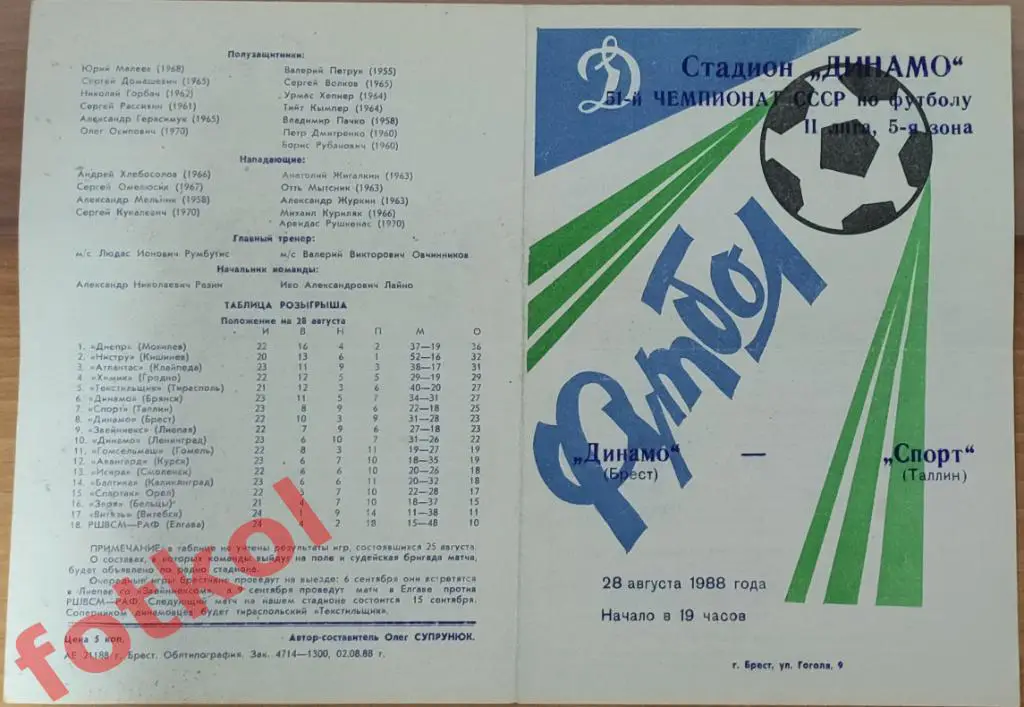 Полузащитники:
Юрий Малеев (1968)
Сергей Домашевич (1965)
Николай Горбач (1962)
Сергей Рассихин (1961)
Александр Герасимук (1965)
Олег Осипович (1970)
Валерий Петрук (1955)
Сергей Волков (1965)
Урмас Хепнер (1964)
Тийт Кымпер (1964)
Владимир Пачко (1958)
Петр Дмитренко (1960)
Борис Рубанович (1960)
Нападающие:
Андрей Хлебосолов (1966)
Сергей Омелюсик (1967)
Александр Мельник (1958)
Сергей Кукалевич (1970)
Анатолий Жигалкин (1963)
Отть Мытсник (1963)
Александр Журкин (1963)
Михаил Куриляк (1966)
Арвидас Рушкенас (1970)
Главный тренер:
м/с Людас Ионович Румбутис
м/с Валерий Викторович Овчинников
Начальник команды:
Александр Николаевич Разин
Иво Александрович Лайно
ТАБЛИЦА РОЗЫГРЫША
Положение на 28 августа
И В Н П М О
1. «Днепр» (Могилев) 22 16 4 2 37—19 36
2. «Нистру» (Кишинев) 20 13 6 1 52—16 32
3. «Атлантас» (Клайпеда) 23 11 9 3 38—17 31
4. «Химик» (Гродно) 22 12 5 5 29—19 29
5. «Текстильщик» (Тирасполь) 21 12 3 6 40—20 27
6. «Динамо» (Брянск) 23 11 5 7 34—31 27
7. «Спорт» (Таллин) 23 8 9 6 22—18 25
8. «Динамо» (Брест) 22 10 3 9 31—28 23
9. «Звейниекс» (Лиепая) 22 7 9 6 27—18 23
10. «Динамо» (Ленинград) 23 6 10 7 31—26 22
11. «Гомсельмаш» (Гомель) 22 8 3 11 19—27 19
12. «Авангард» (Курск) 23 7 5 11 21—28 19
13. «Искра» (Смоленск) 22 6 6 10 20—26 18
14. «Балтика» (Калининград) 23 6 6 11 20—32 18
15. «Спартак» Орел) 22 3 7 10 22—28 17
16. «Заря» (Бельцы) 21 4 7 10 18—37 15
17. «Витязь» (Витебск) 24 1 9 14 11—38 11
18. РШВСМ—РАФ (Елгава) 24 4 2 18 15—48 10
ПРИМЕЧАНИЕ: в таблице не учтены результаты игр, состоявшихся 25 августа.
О составах, в которых команды выйдут на поле и судейская бригада матча,
будет объявлено по радио стадиона.
Очередные игры брестчане проведут на выезде: 6 сентября они встретятся
в Лиепае со «Звейниексом», а 9 сентября проведут матч в Елгаве против
РШВСМ—РАФ. Следующий матч на нашем стадионе состоится 15 сентября.
Соперником динамовцев будет тираспольский «Текстильщик».
Цена 5 коп.
Автор-составитель Олег СУПРУНЮК.
АЕ 21188 г. Брест. Облтипография. Зак. 4714—1300, 02.08.88 г.
fotkol
Д
Стадион „ДИНАМО“
51-й ЧЕМПИОНАТ СССР по футболу
II лига, 5-я зона
Футбол
„Динамо“ — „Спорт“
(Брест) (Таллин)
28 августа 1988 года
Начало в 19 часов
г. Брест, ул. Гоголя, 9